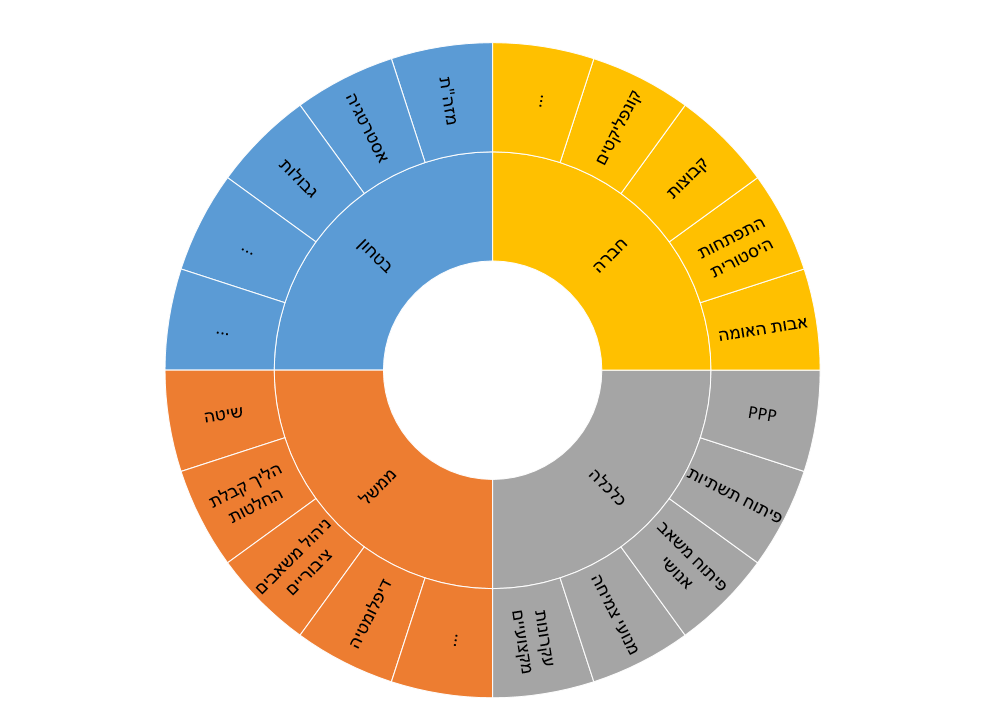 חברה
...
קונפליקטים
קבוצות
התפתחות
היסטורית
אבות האומה
כלכלה
PPP
פיתוח תשתיות
פיתוח משאב
אנושי
מנועי צמיחה
עקרונות
מקצועיים
ממשל
...
דיפלומטיה
ניהול משאבים
ציבוריים
הליך קבלת
החלטות
שיטה
בטחון
...
...
גבולות
אסטרטגיה
מזה"ת